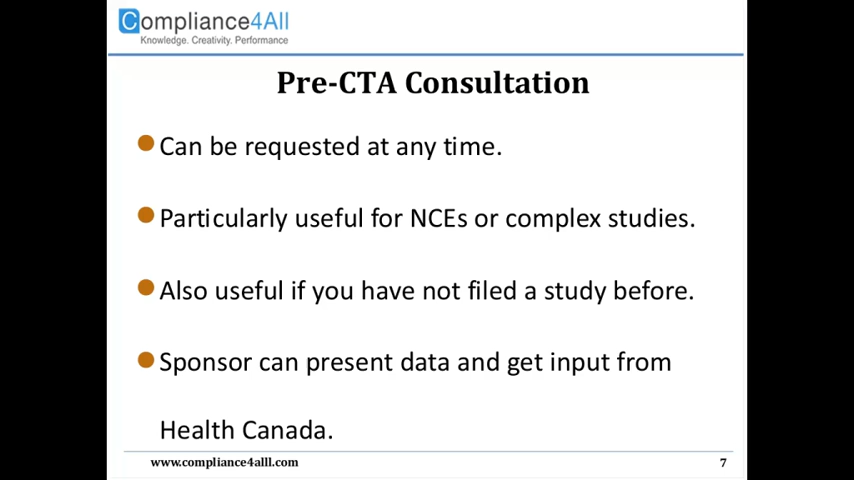 Compliance4All
Knowledge. Creativity. Performance
Pre-CTA Consultation
Can be requested at any time.
Particularly useful for NCEs or complex studies.
Also useful if you have not filed a study before.
Sponsor can present data and get input from
Health Canada.
www.compliance4alll.com
7